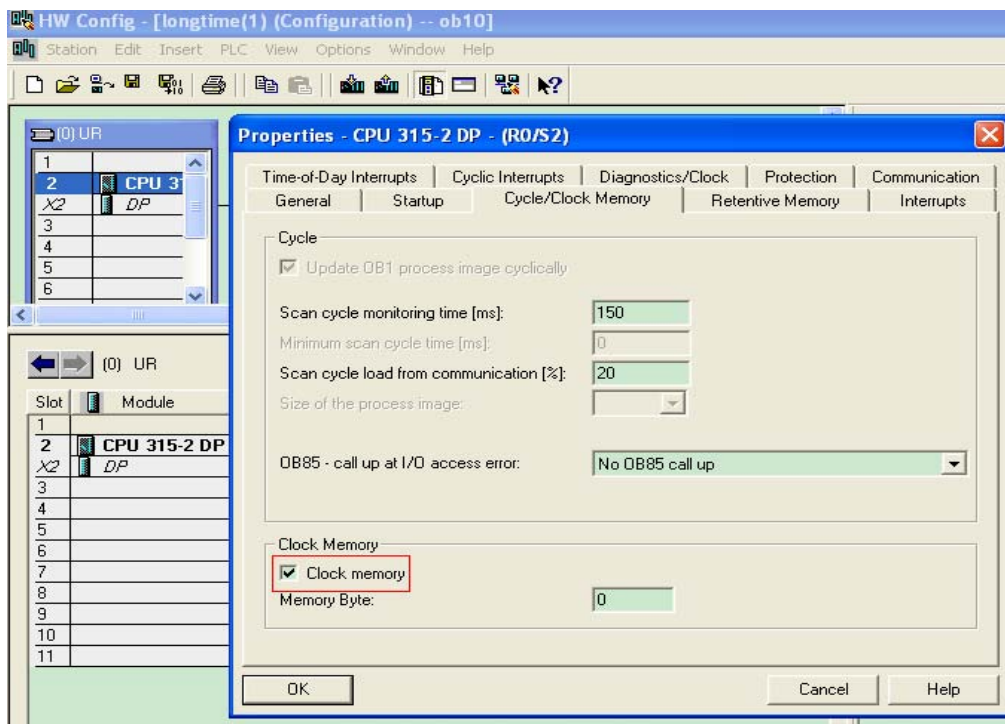 HW Config - [longtime(1) (Configuration) -- ob10]
Station Edit Insert PLC View Options Window Help
(0) UR
1
2 CPU 31
X2 DP
3
4
5
6
(0) UR
Slot Module
1
2 CPU 315-2 DP
X2 DP
3
4
5
6
7
8
9
10
11
Properties - CPU 315-2 DP - (R0/S2)
Time-of-Day Interrupts Cyclic Interrupts Diagnostics/Clock Protection Communication
General Startup Cycle/Clock Memory Retentive Memory Interrupts
Cycle
Update OB1 process image cyclically
Scan cycle monitoring time [ms]: 150
Minimum scan cycle time [ms]: 0
Scan cycle load from communication [%]: 20
Size of the process image:
OB85 - call up at I/O access error: No OB85 call up
Clock Memory
Clock memory
Memory Byte: 0
OK Cancel Help